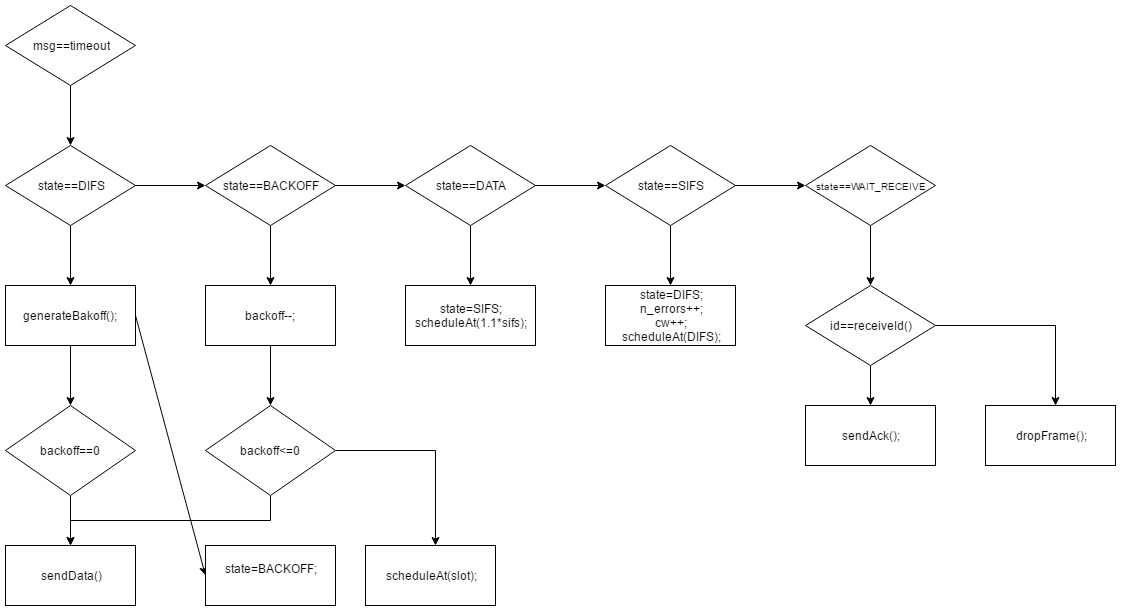 msg==timeout
state==DIFS
state==BACKOFF
state==DATA
state==SIFS
state==WAIT_RECEIVE
generateBakoff();
backoff--;
state=SIFS;
scheduleAt(1.1*sifs);
state=DIFS;
n_errors++;
cw++;
scheduleAt(DIFS);
id==receiveId()
backoff==0
backoff<=0
sendAck();
dropFrame();
sendData()
state=BACKOFF;
scheduleAt(slot);